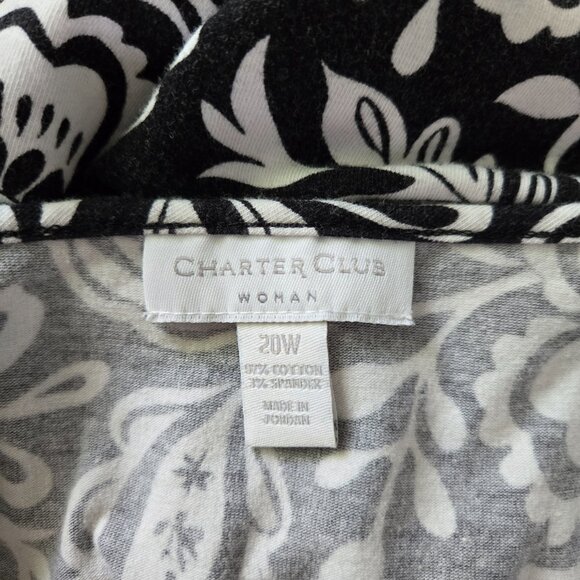 CHARTER CLUB
WOMAN
20W
97% COTTON
3% SPANDEX
MADE IN
JORDAN